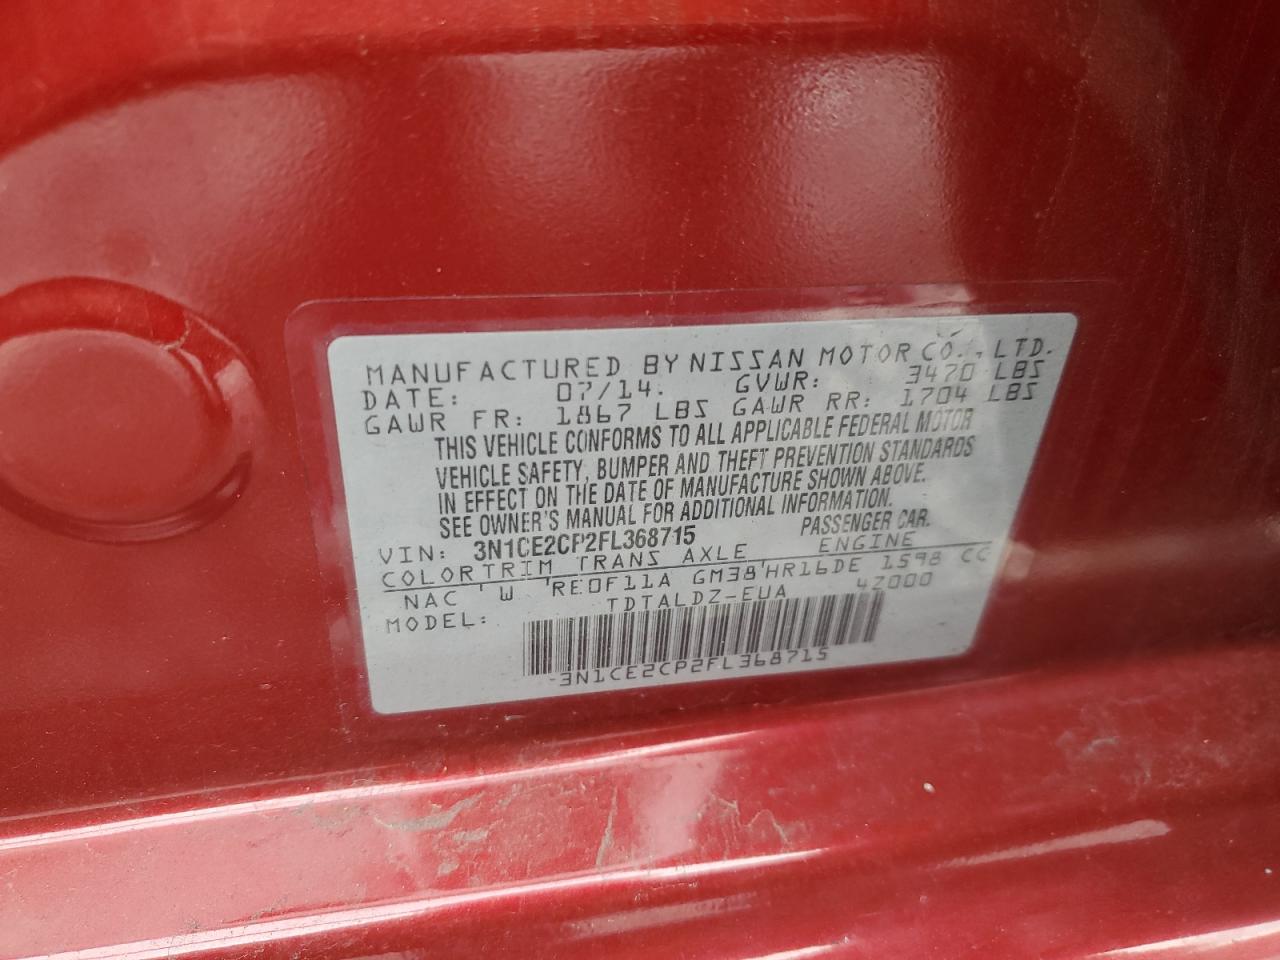 MANUFACTURED BY NISSAN MOTOR CO., LTD.
DATE: 07/14. GVWR: 3470 LBS
GAWR FR: 1867 LBS GAWR RR: 1704 LBS
THIS VEHICLE CONFORMS TO ALL APPLICABLE FEDERAL MOTOR
VEHICLE SAFETY, BUMPER AND THEFT PREVENTION STANDARDS
IN EFFECT ON THE DATE OF MANUFACTURE SHOWN ABOVE.
SEE OWNER'S MANUAL FOR ADDITIONAL INFORMATION.
VIN: 3N1CE2CP2FL368715 PASSENGER CAR.
COLOR TRIM TRANS AXLE ENGINE
NAC W RE0F11A GM38 HR16DE 1598 CC
MODEL: TDTALDZ-EUA 4Z000
3N1CE2CP2FL368715